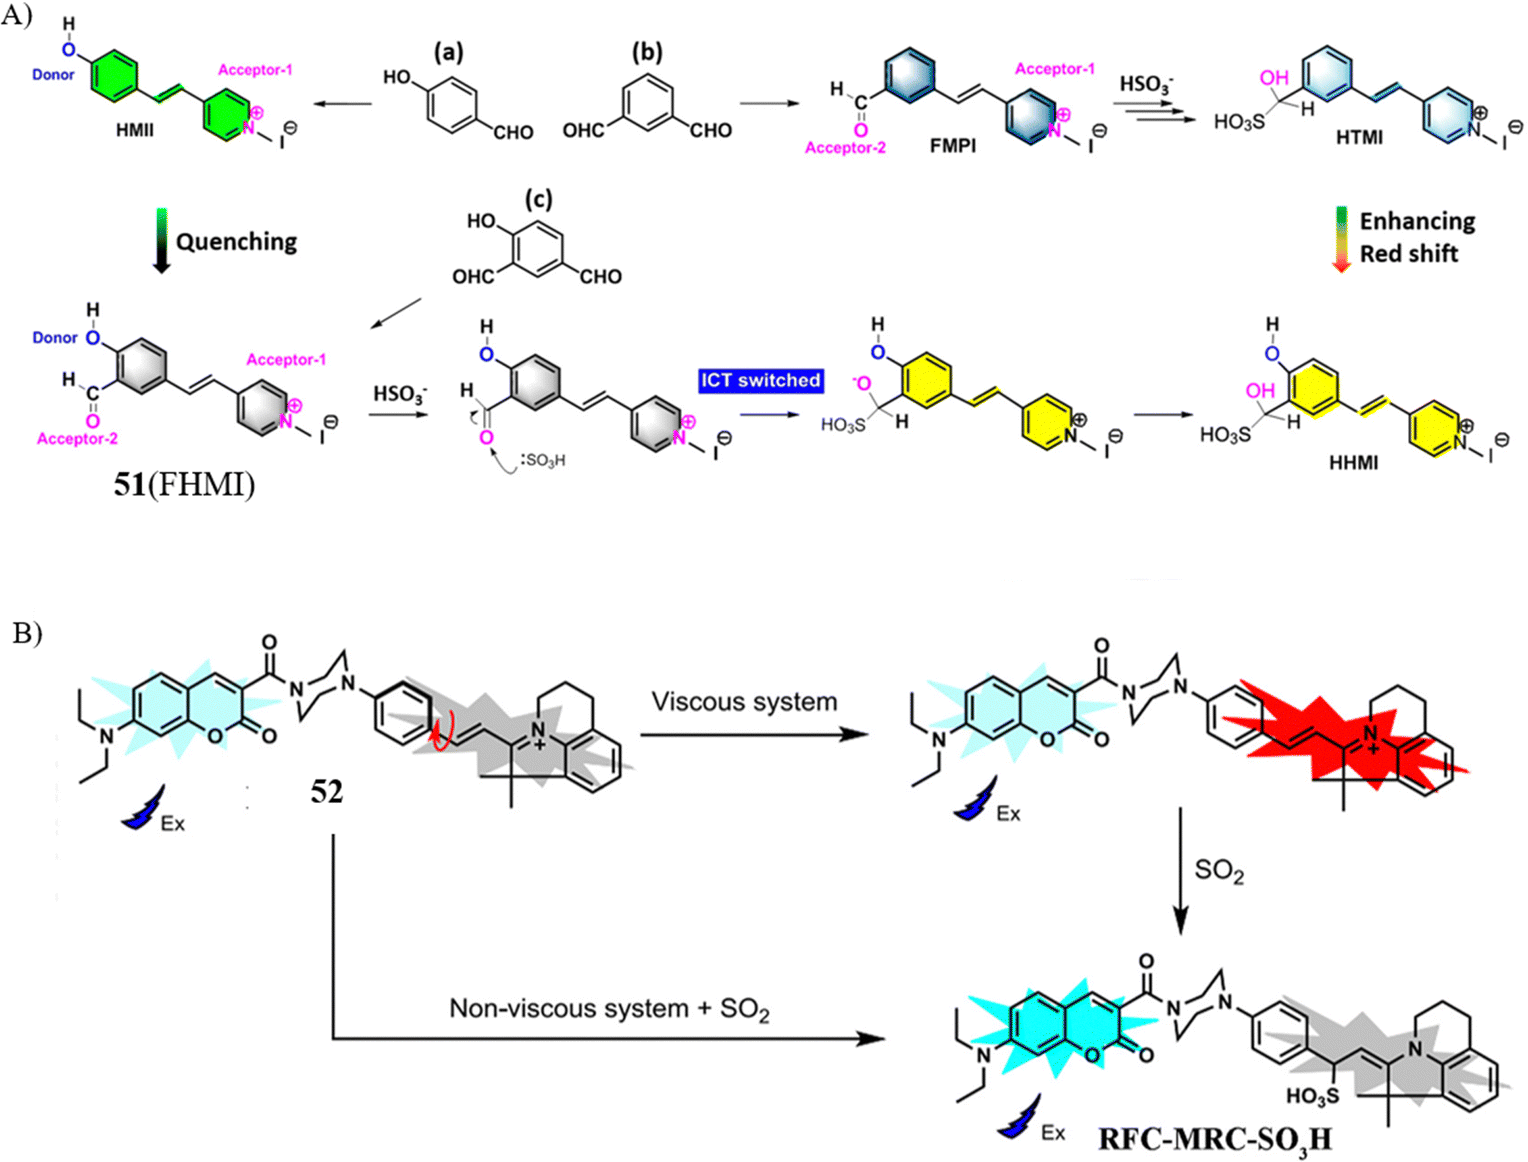 A)
H
O
Donor
Acceptor-1
N
⊕
I
⊖
HMII
(a)
HO
CHO
(b)
OHC
CHO
H
O
Acceptor-2
Acceptor-1
N
⊕
I
⊖
FMPI
HSO₃⁻
OH
HO₃S
H
N
⊕
I
⊖
HTMI
Quenching
(c)
HO
OHC
CHO
Enhancing
Red shift
H
O
Donor
H
O
Acceptor-2
Acceptor-1
N
⊕
I
⊖
51(FHMI)
HSO₃⁻
H
O
H
O
:SO₃H
N
⊕
I
⊖
ICT switched
H
O
⁻O
HO₃S
H
N
⊕
I
⊖
H
O
OH
HO₃S
H
N
⊕
I
⊖
HHMI
B)
O
N
N
N
O
O
N
+
52
Ex
Viscous system
O
N
N
N
O
O
N
+
Ex
SO₂
Non-viscous system + SO₂
O
N
N
N
O
O
N
HO₃S
Ex
RFC-MRC-SO₃H